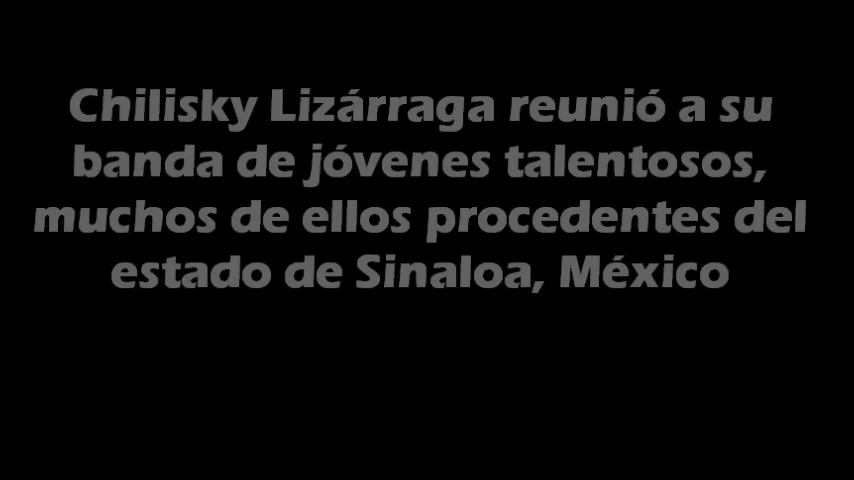 Chilisky Lizárraga reunió a su
banda de jóvenes talentosos,
muchos de ellos procedentes del
estado de Sinaloa, México